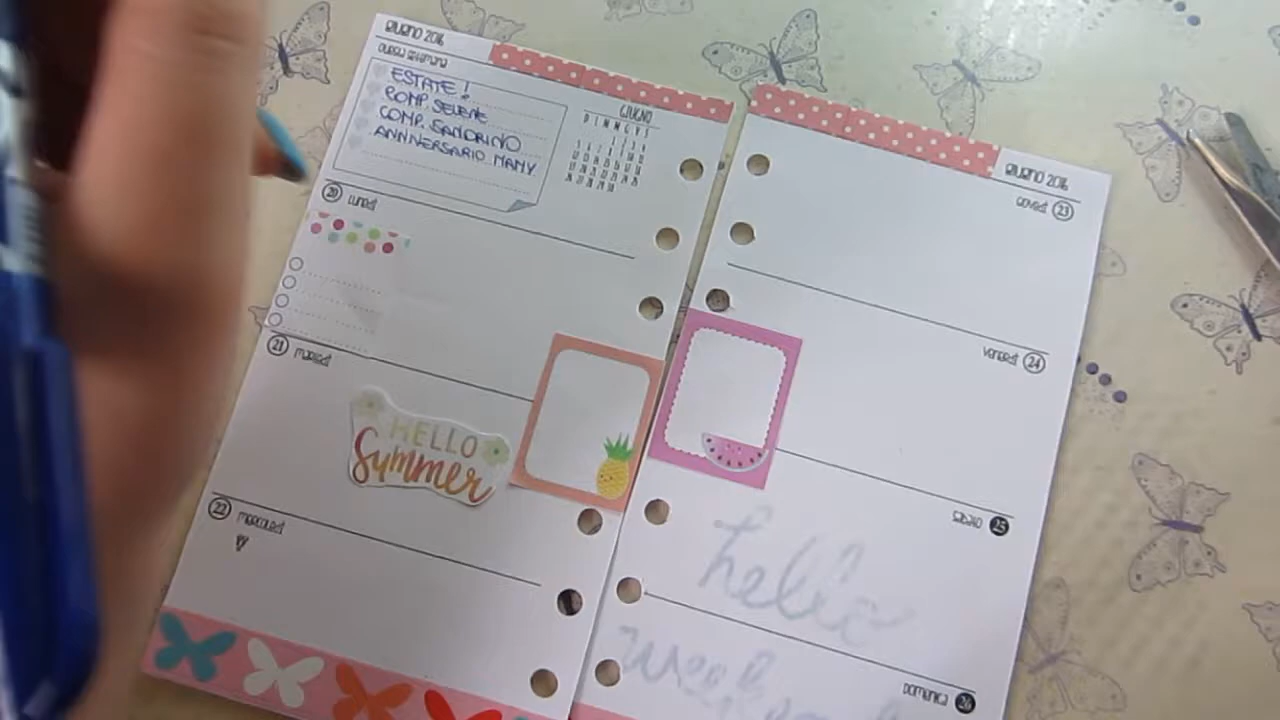 GIUGNO 2016
QUESTA SETTIMANA
ESTATE!
COMP. SELENE
COMP. SANDRINO
ANNIVERSARIO MAMY
GIUGNO
D L M M G V S
20 LUNEDÌ
21 MARTEDÌ
HELLO
Summer
22 MERCOLEDÌ
GIUGNO 2016
GIOVEDÌ 23
VENERDÌ 24
SABATO 25
hello
DOMENICA 26